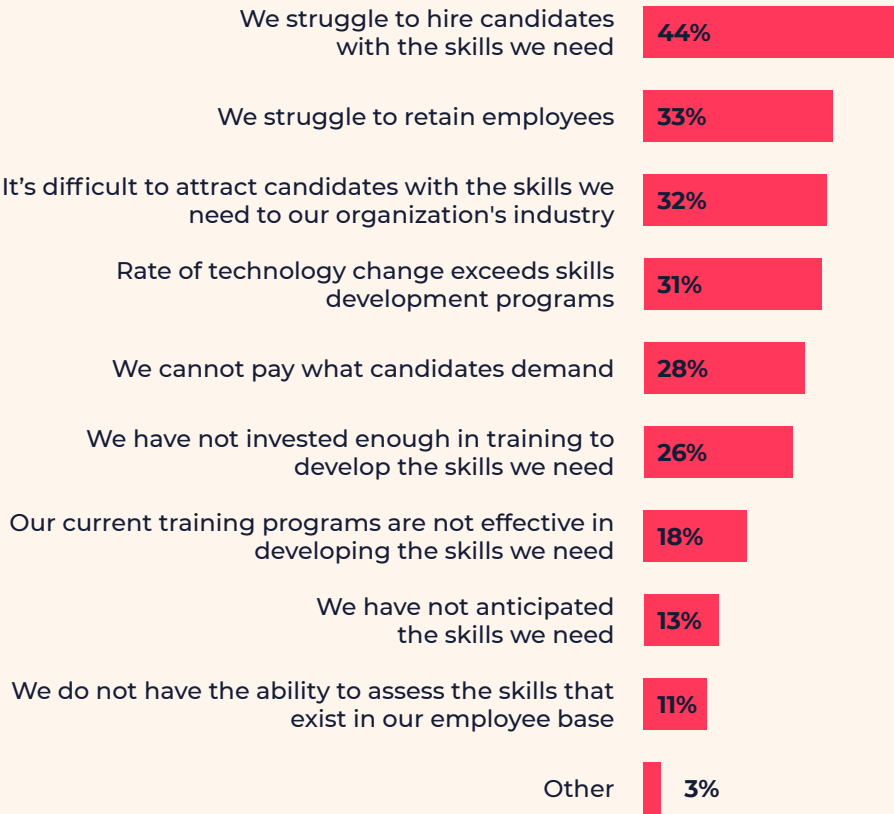 We struggle to hire candidates
with the skills we need
44%
We struggle to retain employees
33%
It’s difficult to attract candidates with the skills we
need to our organization's industry
32%
Rate of technology change exceeds skills
development programs
31%
We cannot pay what candidates demand
28%
We have not invested enough in training to
develop the skills we need
26%
Our current training programs are not effective in
developing the skills we need
18%
We have not anticipated
the skills we need
13%
We do not have the ability to assess the skills that
exist in our employee base
11%
Other
3%